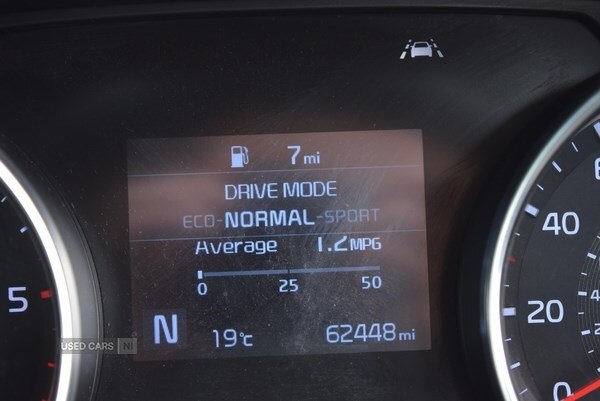 7 mi
DRIVE MODE
ECO-NORMAL-SPORT
Average 1.2 MPG
0 25 50
N 19°c 62448 mi
5
40
20
0
USED CARS NI